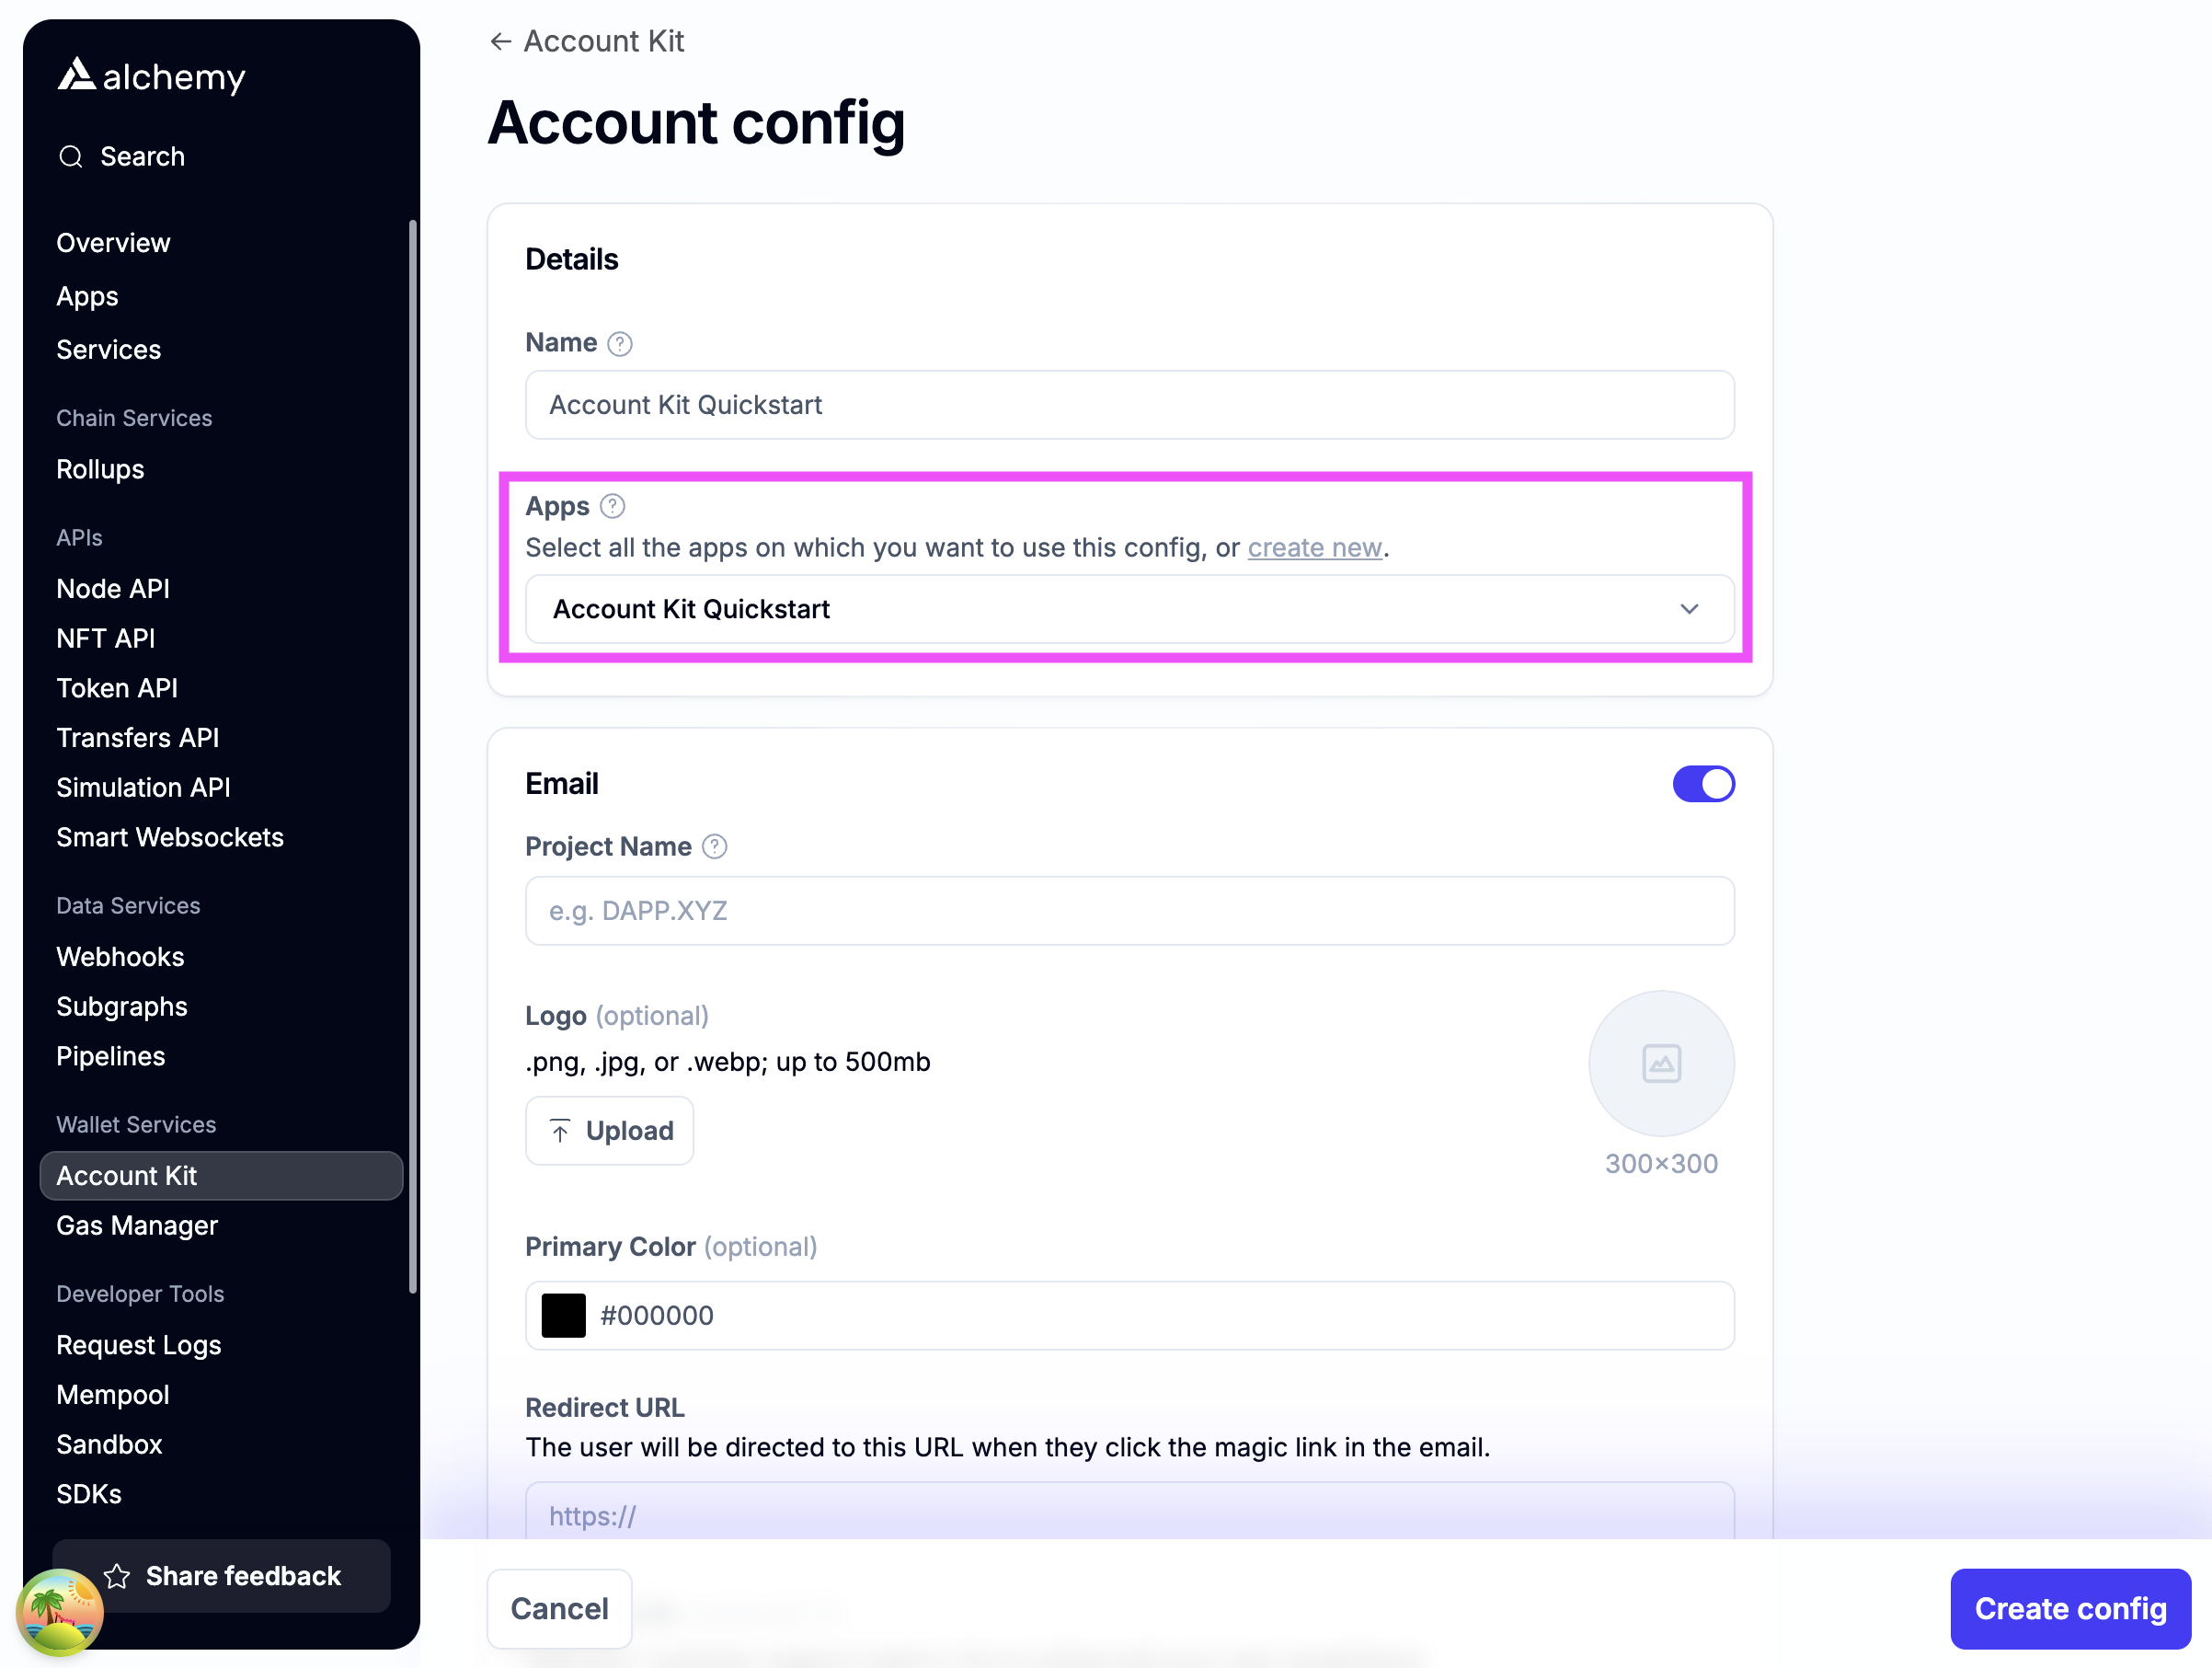 alchemy
Search
Overview
Apps
Services
Chain Services
Rollups
APIs
Node API
NFT API
Token API
Transfers API
Simulation API
Smart Websockets
Data Services
Webhooks
Subgraphs
Pipelines
Wallet Services
Account Kit
Gas Manager
Developer Tools
Request Logs
Mempool
Sandbox
SDKs
Share feedback
← Account Kit
Account config
Details
Name ?
Account Kit Quickstart
Apps ?
Select all the apps on which you want to use this config, or create new.
Account Kit Quickstart
Email
Project Name ?
e.g. DAPP.XYZ
Logo (optional)
.png, .jpg, or .webp; up to 500mb
Upload
300×300
Primary Color (optional)
#000000
Redirect URL
The user will be directed to this URL when they click the magic link in the email.
https://
Cancel
Create config